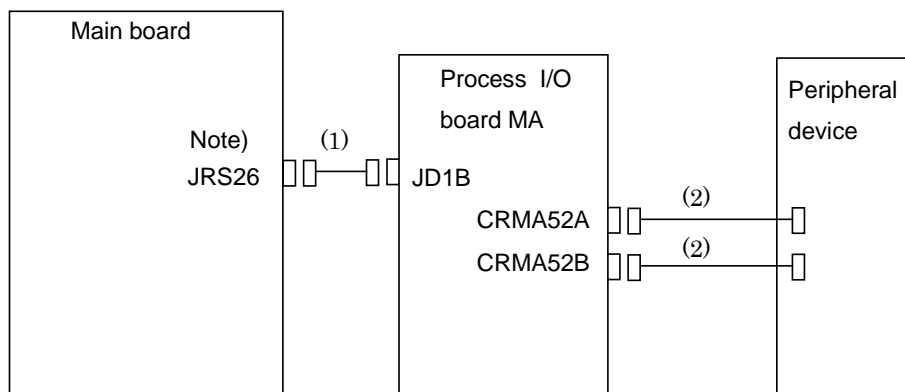 Main board
Process I/O
board MA
Peripheral
device
Note)
(1)
JRS26
JD1B
CRMA52A
(2)
CRMA52B
(2)